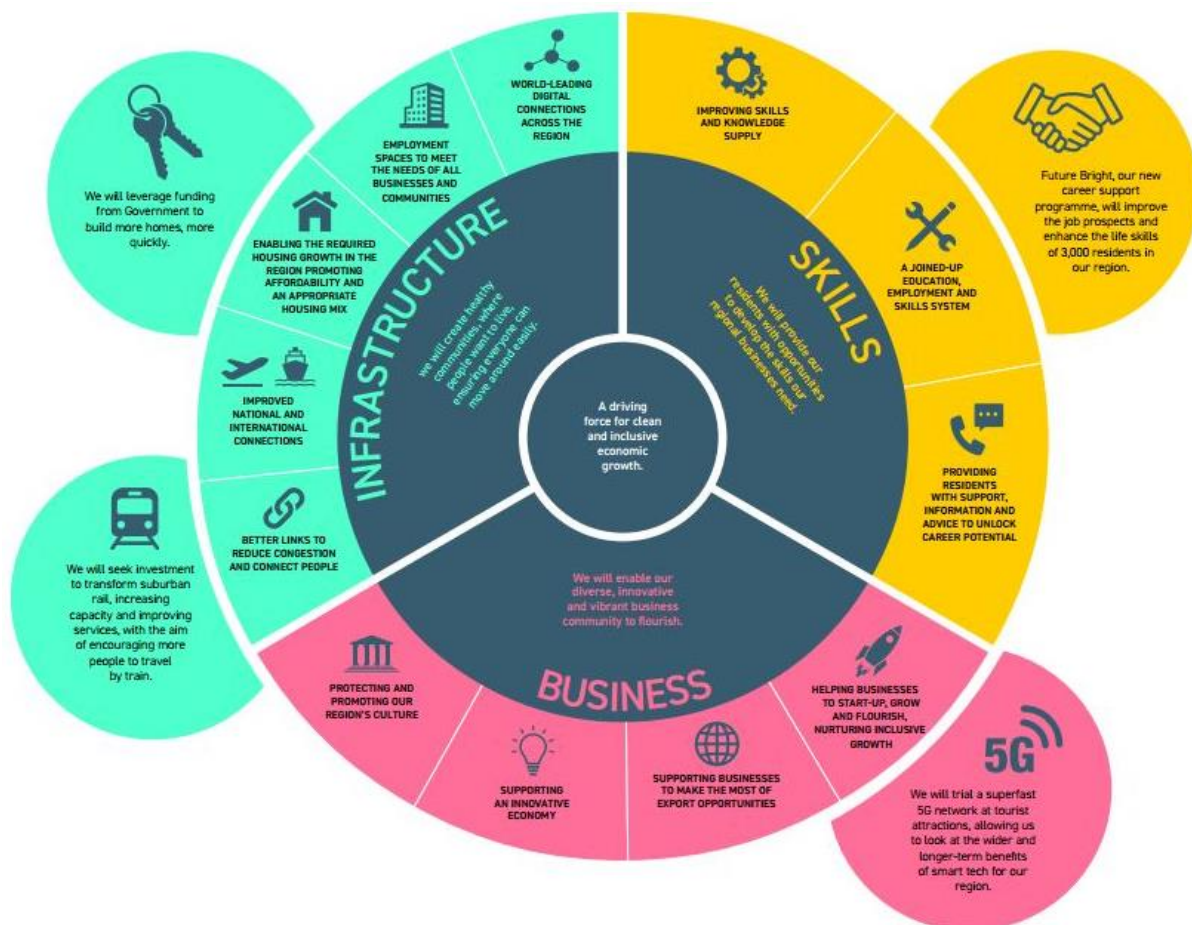 A driving
force for clean
and inclusive
economic
growth.
INFRASTRUCTURE
we will create healthy
communities, where
people want to live,
ensuring everyone can
move around easily.
WORLD-LEADING
DIGITAL
CONNECTIONS
ACROSS THE
REGION
EMPLOYMENT
SPACES TO MEET
THE NEEDS OF ALL
BUSINESSES AND
COMMUNITIES
ENABLING THE REQUIRED
HOUSING GROWTH IN THE
REGION PROMOTING
AFFORDABILITY AND
AN APPROPRIATE
HOUSING MIX
We will leverage funding
from Government to
build more homes, more
quickly.
IMPROVED
NATIONAL AND
INTERNATIONAL
CONNECTIONS
BETTER LINKS TO
REDUCE CONGESTION
AND CONNECT PEOPLE
We will seek investment
to transform suburban
rail, increasing
capacity and improving
services, with the aim
of encouraging more
people to travel
by train.
SKILLS
We will provide our
residents with opportunities
to develop the skills our
regional businesses need.
IMPROVING SKILLS
AND KNOWLEDGE
SUPPLY
A JOINED-UP
EDUCATION,
EMPLOYMENT AND
SKILLS SYSTEM
Future Bright, our new
career support
programme, will improve
the job prospects and
enhance the life skills
of 3,000 residents in
our region.
PROVIDING
RESIDENTS
WITH SUPPORT,
INFORMATION AND
ADVICE TO UNLOCK
CAREER POTENTIAL
BUSINESS
We will enable our
diverse, innovative
and vibrant business
community to flourish.
PROTECTING AND
PROMOTING OUR
REGION'S CULTURE
SUPPORTING
AN INNOVATIVE
ECONOMY
SUPPORTING BUSINESSES
TO MAKE THE MOST OF
EXPORT OPPORTUNITIES
HELPING BUSINESSES
TO START-UP, GROW
AND FLOURISH,
NURTURING INCLUSIVE
GROWTH
5G
We will trial a superfast
5G network at tourist
attractions, allowing us
to look at the wider and
longer-term benefits
of smart tech for our
region.